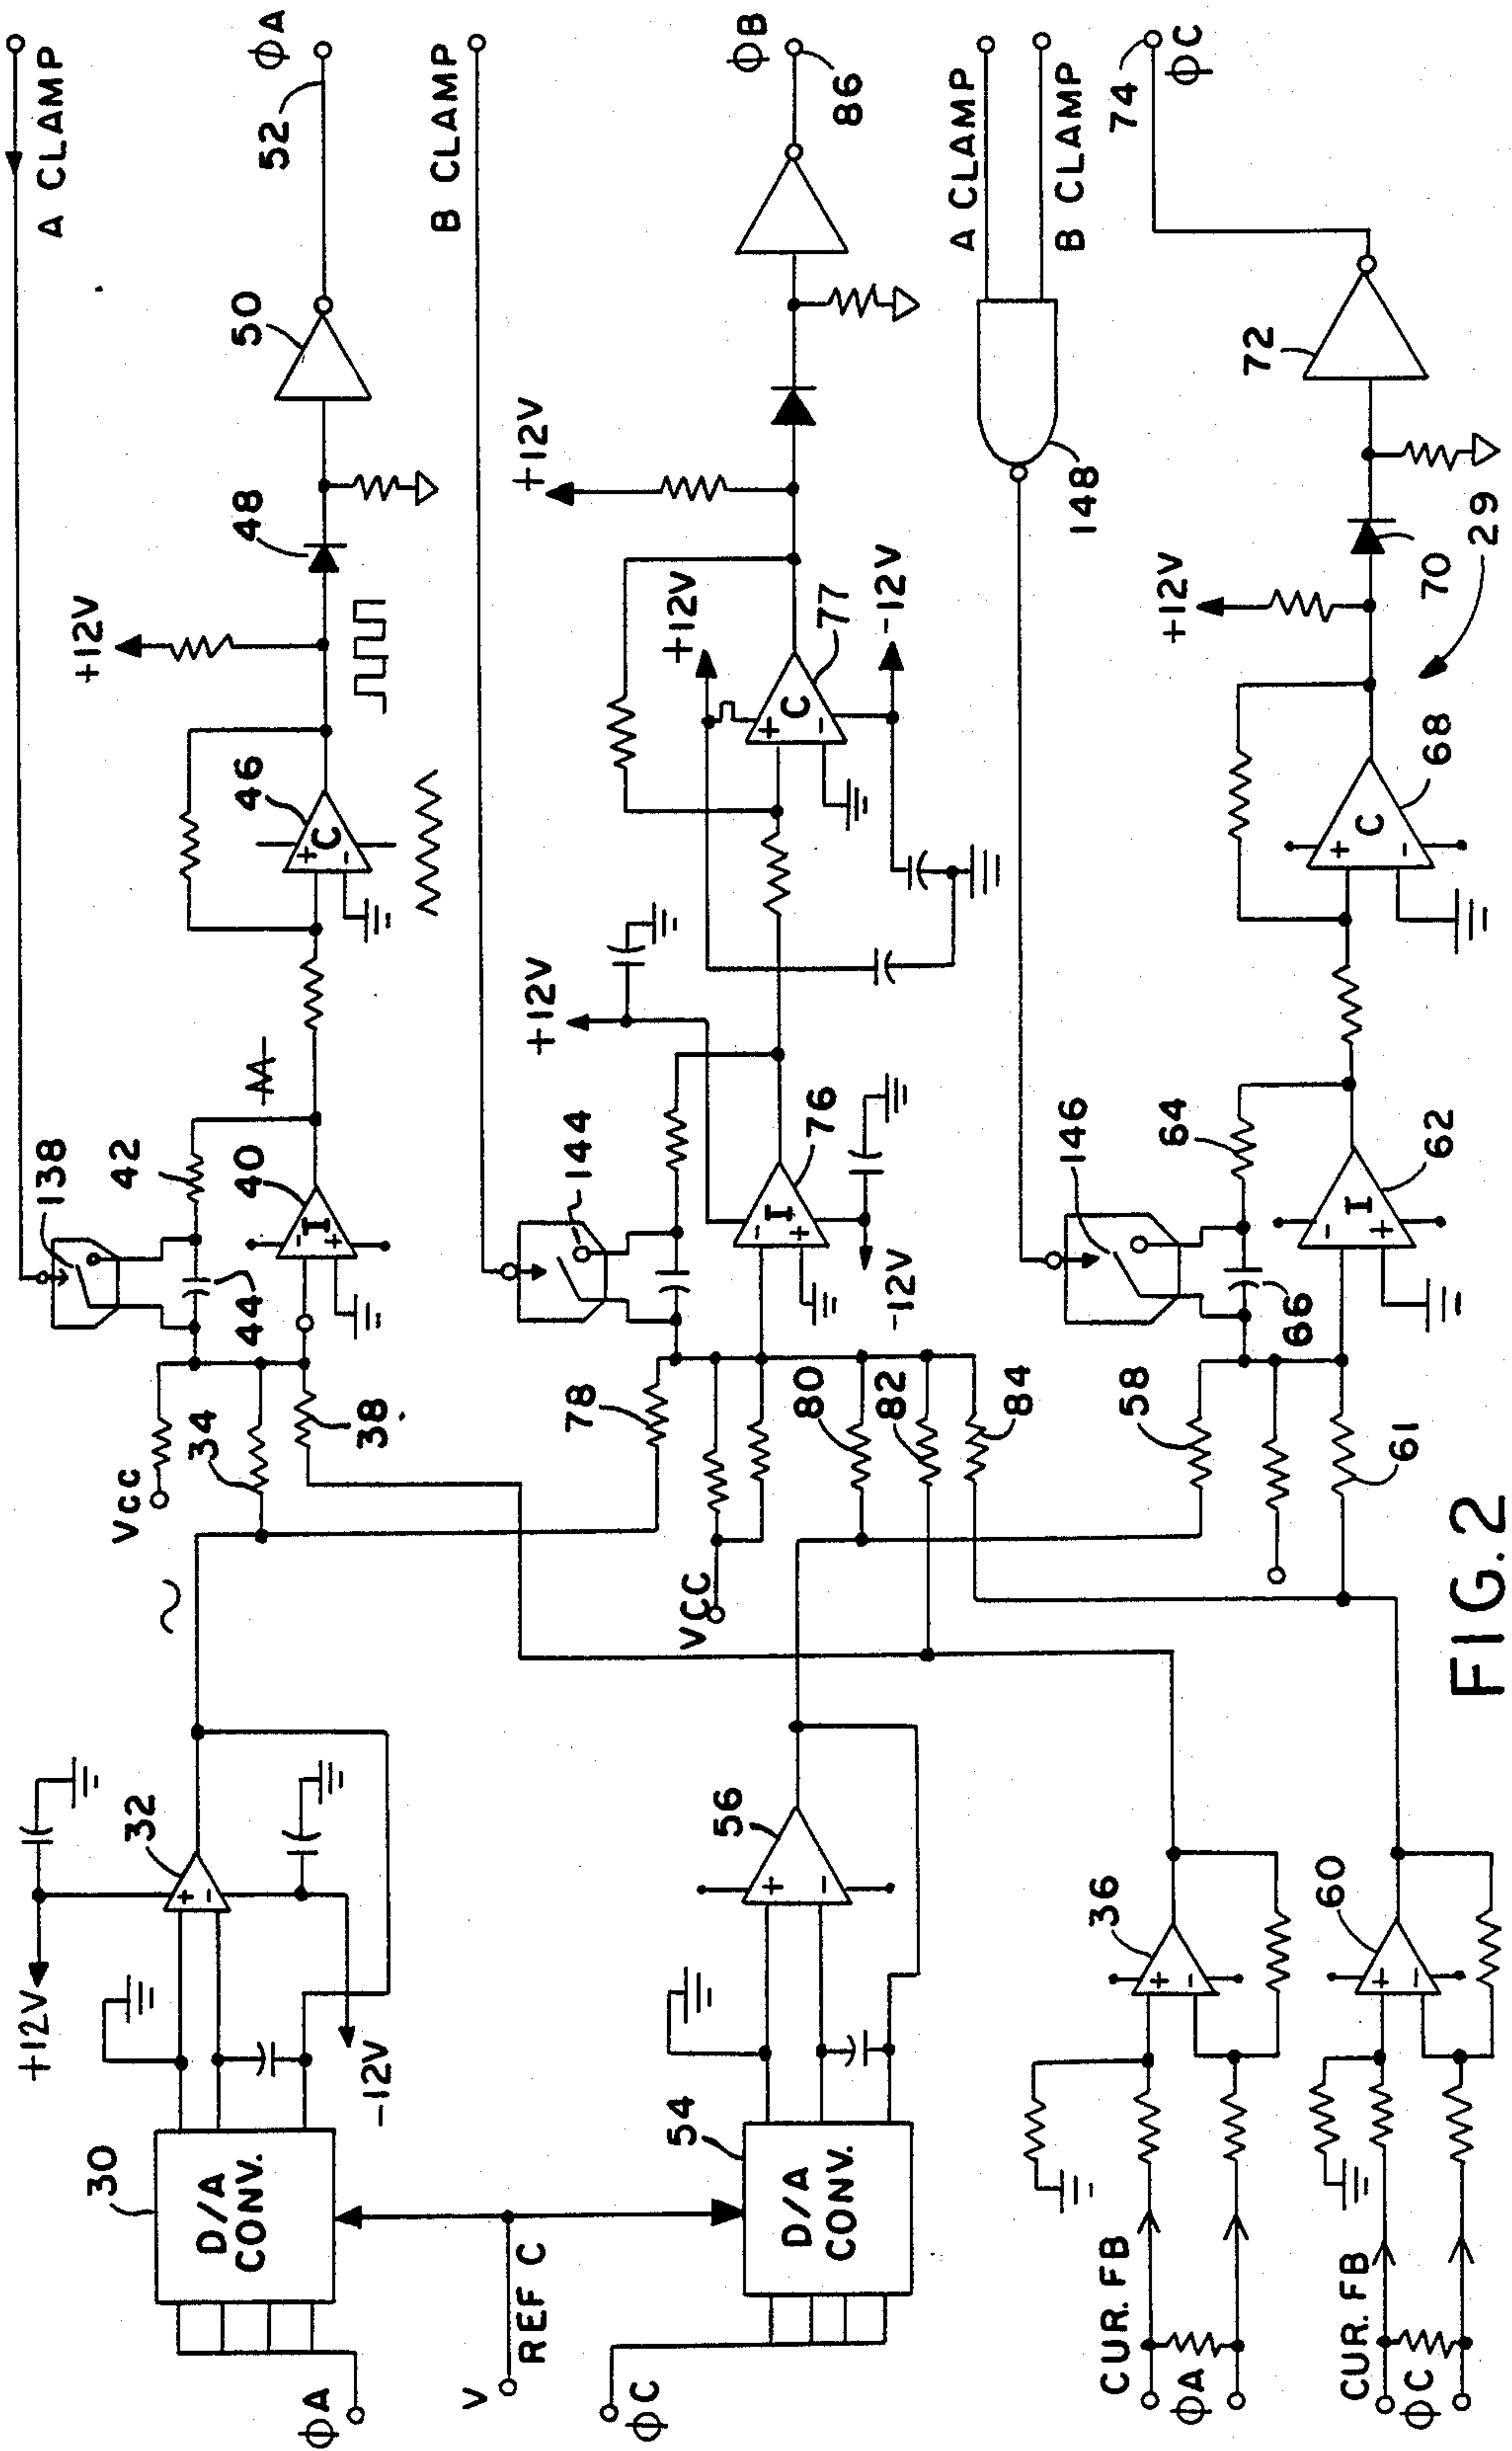 A CLAMP
ΦA
52
50
48
+12V
46
138
42
40
44
Vcc
34
38
+12V
32
-12V
30
D/A
CONV.
ΦA
+
-
I
-
+
C
+
-
B CLAMP
ΦB
86
+12V
+12V
77
C
+
-
-12V
+12V
144
76
I
-
+
-12V
78
80
82
84
VCC
56
+
-
54
D/A
CONV.
V
REF C
ΦC
A CLAMP
B CLAMP
148
74
ΦC
72
70
29
+12V
68
C
+
-
146
64
62
I
-
+
66
58
61
36
+
-
60
+
-
CUR. FB
ΦA
CUR. FB
ΦC
FIG. 2